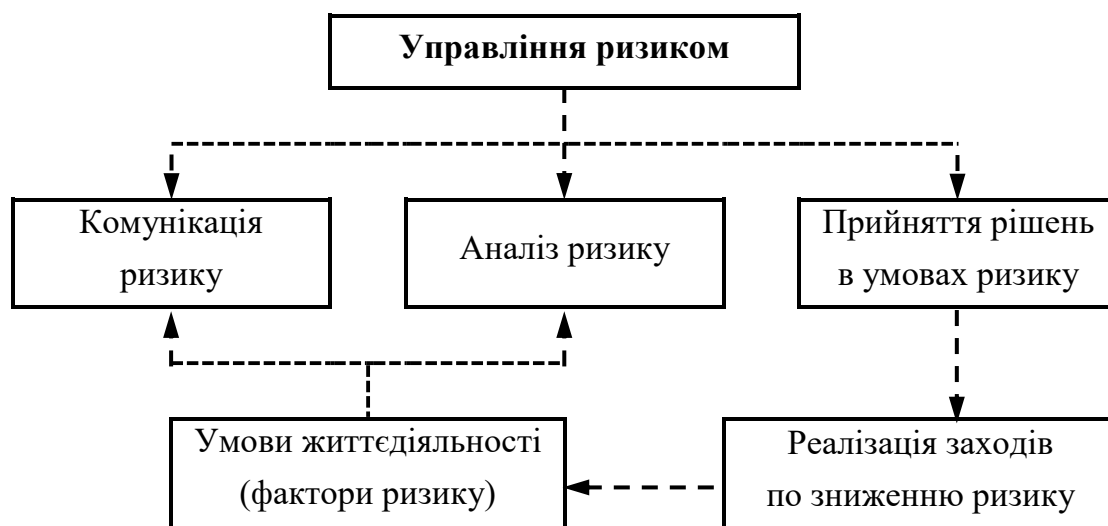 Управління ризиком
Комунікація
ризику
Аналіз ризику
Прийняття рішень
в умовах ризику
Умови життєдіяльності
(фактори ризику)
Реалізація заходів
по зниженню ризику